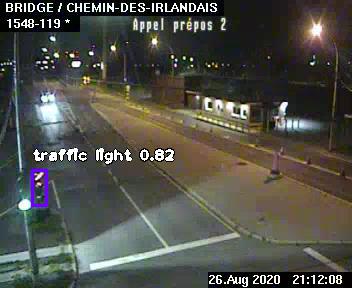 BRIDGE / CHEMIN-DES-IRLANDAIS
1548-119 *
Appel prépos 2
traffic light 0.82
26.Aug 2020 21:12:08